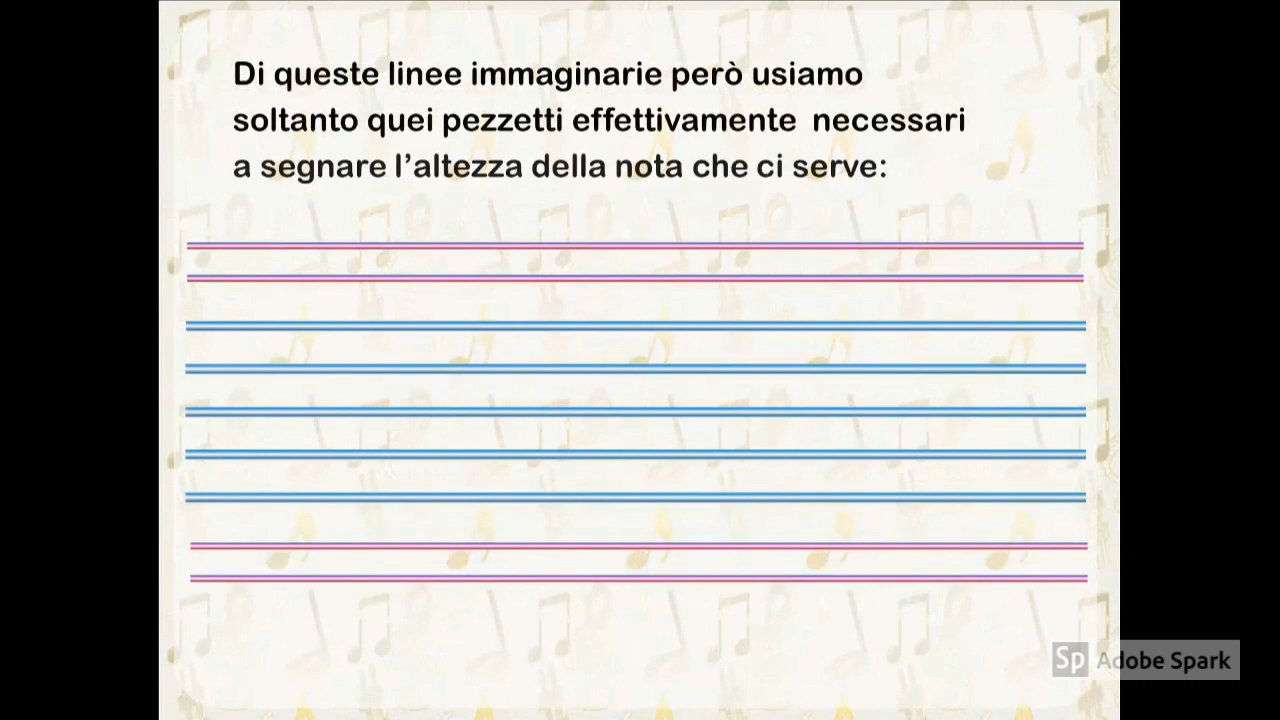 Di queste linee immaginarie però usiamo
soltanto quei pezzetti effettivamente necessari
a segnare l’altezza della nota che ci serve:
Sp Adobe Spark